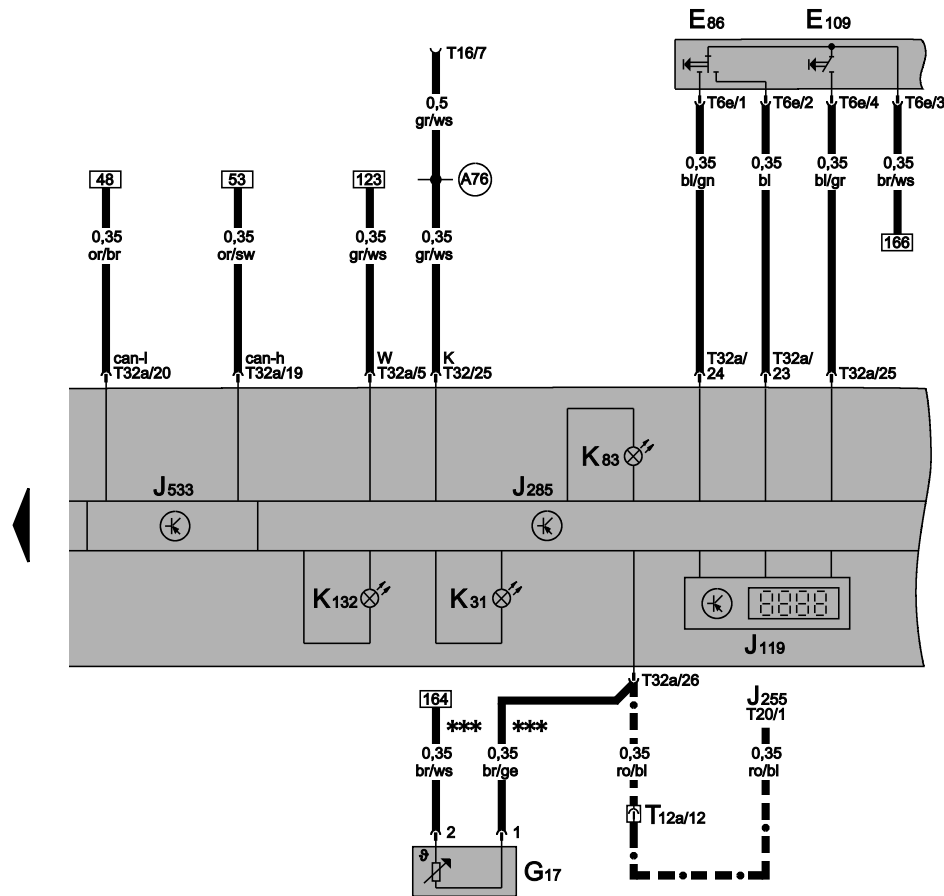 E86
E109
T16/7
T6e/1
T6e/2
T6e/4
T6e/3
0,5
gr/ws
0,35
bl/gn
0,35
bl
0,35
bl/gr
0,35
br/ws
48
53
123
A76
166
0,35
or/br
0,35
or/sw
0,35
gr/ws
0,35
gr/ws
can-l
T32a/20
can-h
T32a/19
W
T32a/5
K
T32/25
T32a/
24
T32a/
23
T32a/25
K83
J533
J285
K132
K31
8888
J119
T32a/26
164
***
***
J255
T20/1
0,35
br/ws
0,35
br/ge
0,35
ro/bl
0,35
ro/bl
T12a/12
2
1
ϑ
G17